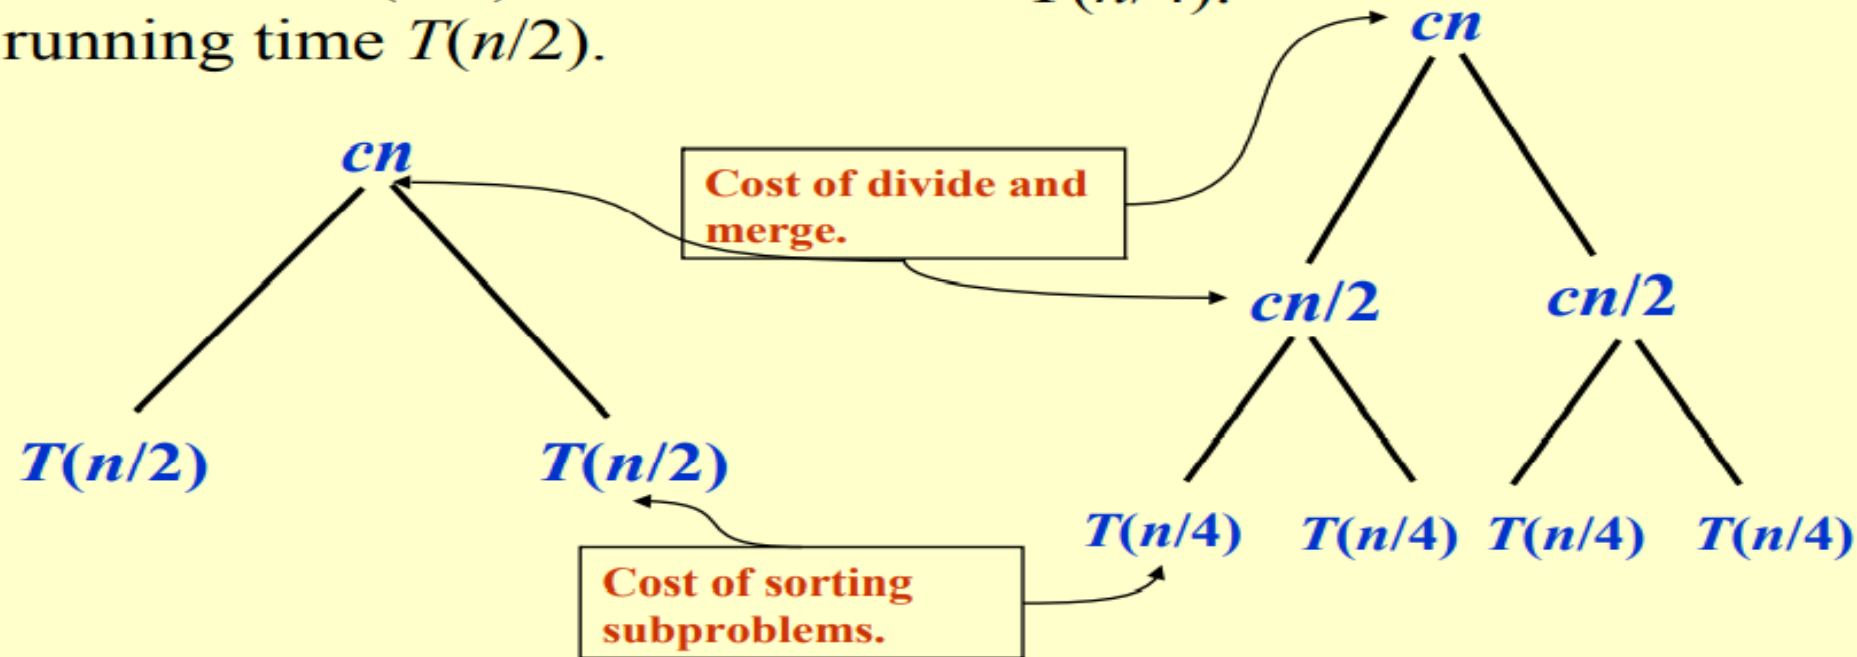 running time T(n/2).
T(n/4).
cn
cn
Cost of divide and
merge.
cn/2
cn/2
T(n/2)
T(n/2)
T(n/4)
T(n/4)
T(n/4)
T(n/4)
Cost of sorting
subproblems.